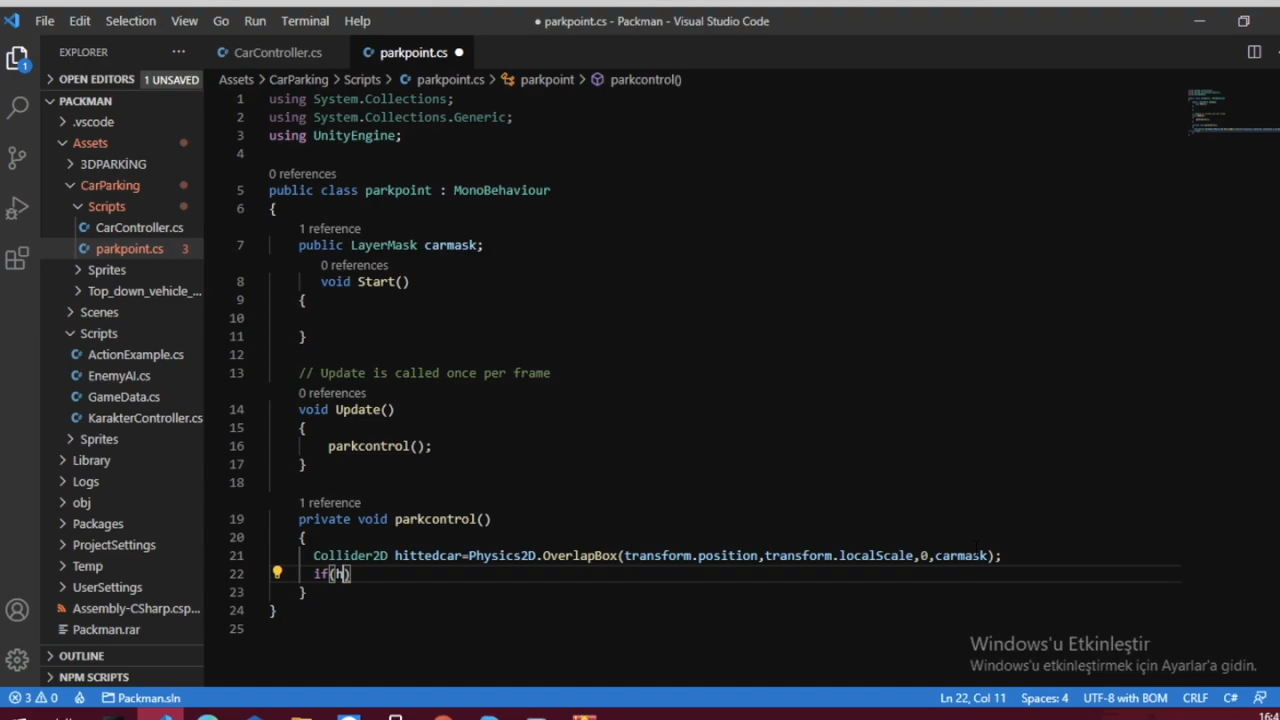 File Edit Selection View Go Run Terminal Help
● parkpoint.cs - Packman - Visual Studio Code
EXPLORER
CarController.cs
parkpoint.cs ●
OPEN EDITORS 1 UNSAVED
Assets > CarParking > Scripts > parkpoint.cs > parkpoint > parkcontrol()
1
PACKMAN
.vscode
Assets
3DPARKİNG
CarParking
Scripts
CarController.cs
parkpoint.cs 3
Sprites
Top_down_vehicle_...
Scenes
Scripts
ActionExample.cs
EnemyAI.cs
GameData.cs
KarakterController.cs
Sprites
Library
Logs
obj
Packages
ProjectSettings
Temp
UserSettings
Assembly-CSharp.csp...
Packman.rar
OUTLINE
NPM SCRIPTS
1 using System.Collections;
2 using System.Collections.Generic;
3 using UnityEngine;
4
0 references
5 public class parkpoint : MonoBehaviour
6 {
1 reference
7 public LayerMask carmask;
0 references
8 void Start()
9 {
10
11 }
12
13 // Update is called once per frame
0 references
14 void Update()
15 {
16 parkcontrol();
17 }
18
1 reference
19 private void parkcontrol()
20 {
21 Collider2D hittedcar=Physics2D.OverlapBox(transform.position,transform.localScale,0,carmask);
22 if(h)
23 }
24 }
25
Windows'u Etkinleştir
Windows'u etkinleştirmek için Ayarlar'a gidin.
3 0 Packman.sln
Ln 22, Col 11 Spaces: 4 UTF-8 with BOM CRLF C#